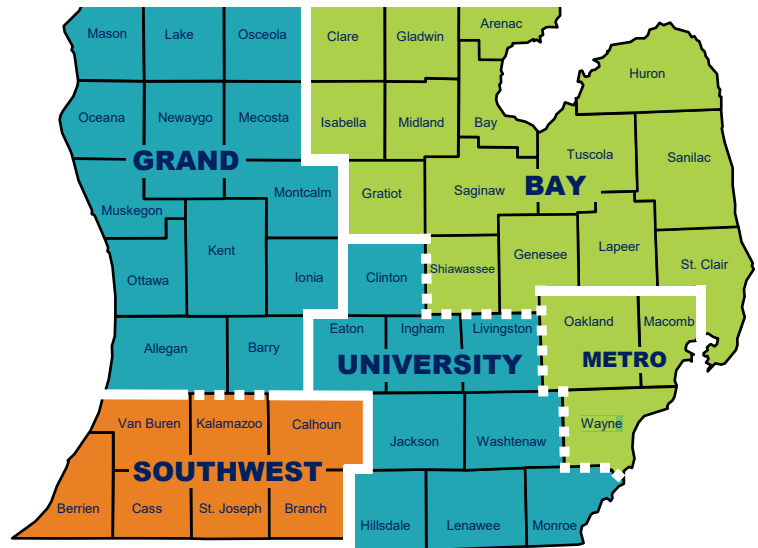 Mason
Lake
Osceola
Clare
Gladwin
Arenac
Huron
Oceana
Newaygo
Mecosta
Isabella
Midland
Bay
Tuscola
Sanilac
GRAND
BAY
Montcalm
Gratiot
Saginaw
Muskegon
Kent
Ottawa
Ionia
Clinton
Shiawassee
Genesee
Lapeer
St. Clair
Allegan
Barry
Eaton
Ingham
Livingston
Oakland
Macomb
UNIVERSITY
METRO
Van Buren
Kalamazoo
Calhoun
Jackson
Washtenaw
Wayne
SOUTHWEST
Berrien
Cass
St. Joseph
Branch
Hillsdale
Lenawee
Monroe